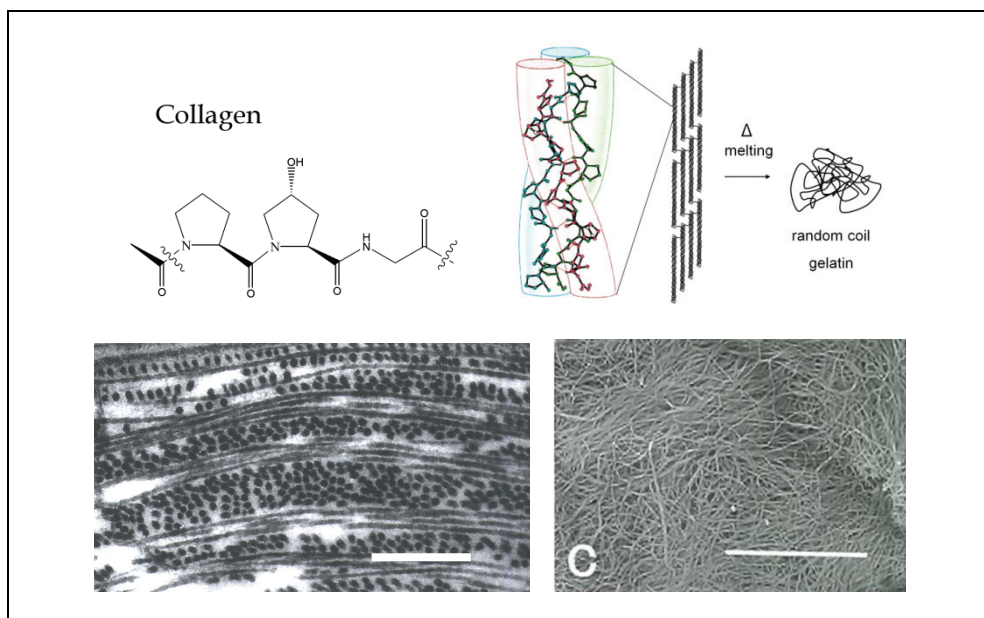 Collagen
OH
N
N
H
N
O
O
O
O
Δ
melting
random coil
gelatin
C